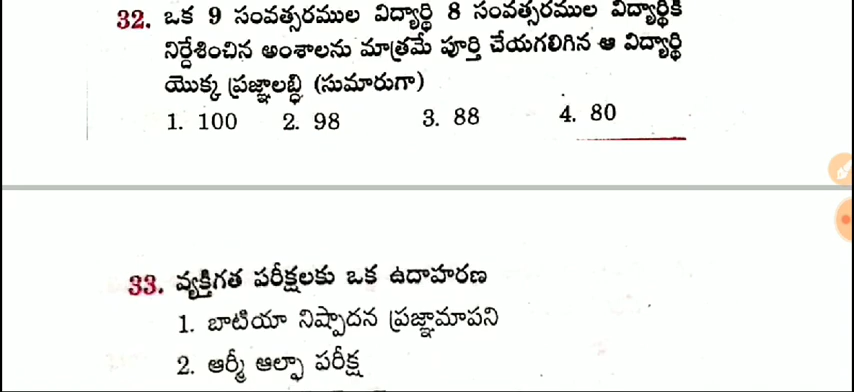 32. ఒక 9 సంవత్సరముల విద్యార్థి 8 సంవత్సరముల విద్యార్థికి
నిర్దేశించిన అంశాలను మాత్రమే పూర్తి చేయగలిగిన ఆ విద్యార్థి
యొక్క ప్రజ్ఞాలబ్ధి (సుమారుగా)
1. 100 2. 98 3. 88 4. 80
33. వ్యక్తిగత పరీక్షలకు ఒక ఉదాహరణ
1. బాటియా నిష్పాదన ప్రజ్ఞామాపని
2. ఆర్మీ ఆల్ఫా పరీక్ష